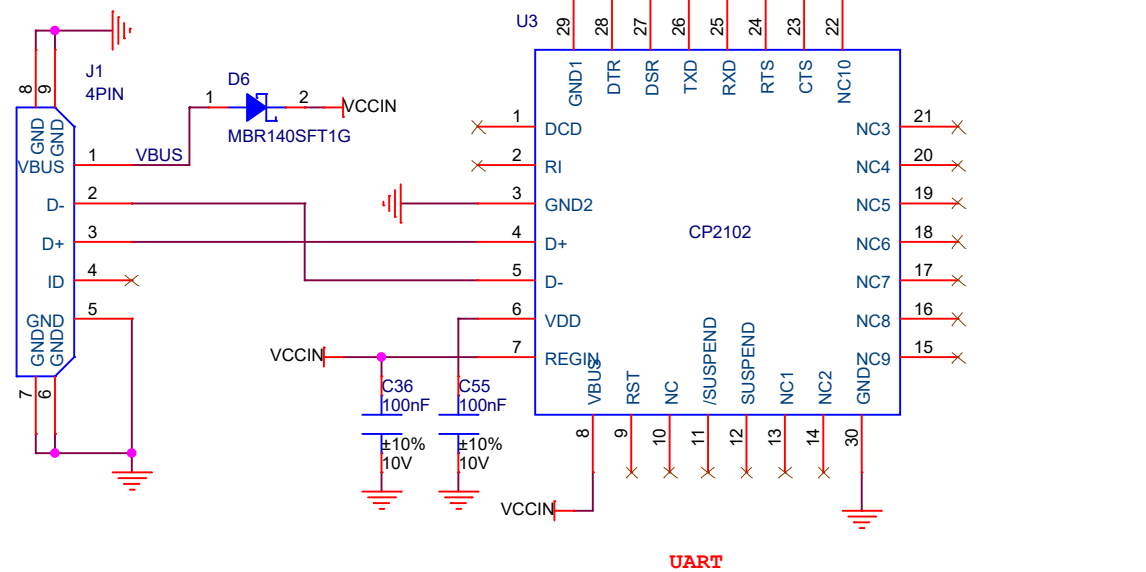 U3
29
28
27
26
25
24
23
22
GND1
DTR
DSR
TXD
RXD
RTS
CTS
NC10
J1
4PIN
8
9
GND
GND
D6
1
2
VCCIN
MBR140SFT1G
VBUS
1
VBUS
D-
2
D+
3
ID
4
GND
5
GND
GND
7
6
1
DCD
2
RI
3
GND2
4
D+
5
D-
6
VDD
7
REGIN
CP2102
NC3
21
NC4
20
NC5
19
NC6
18
NC7
17
NC8
16
NC9
15
VCCIN
C36
100nF
±10%
10V
C55
100nF
±10%
10V
VBUS
RST
NC
/SUSPEND
SUSPEND
NC1
NC2
GND
8
9
10
11
12
13
14
30
VCCIN
UART